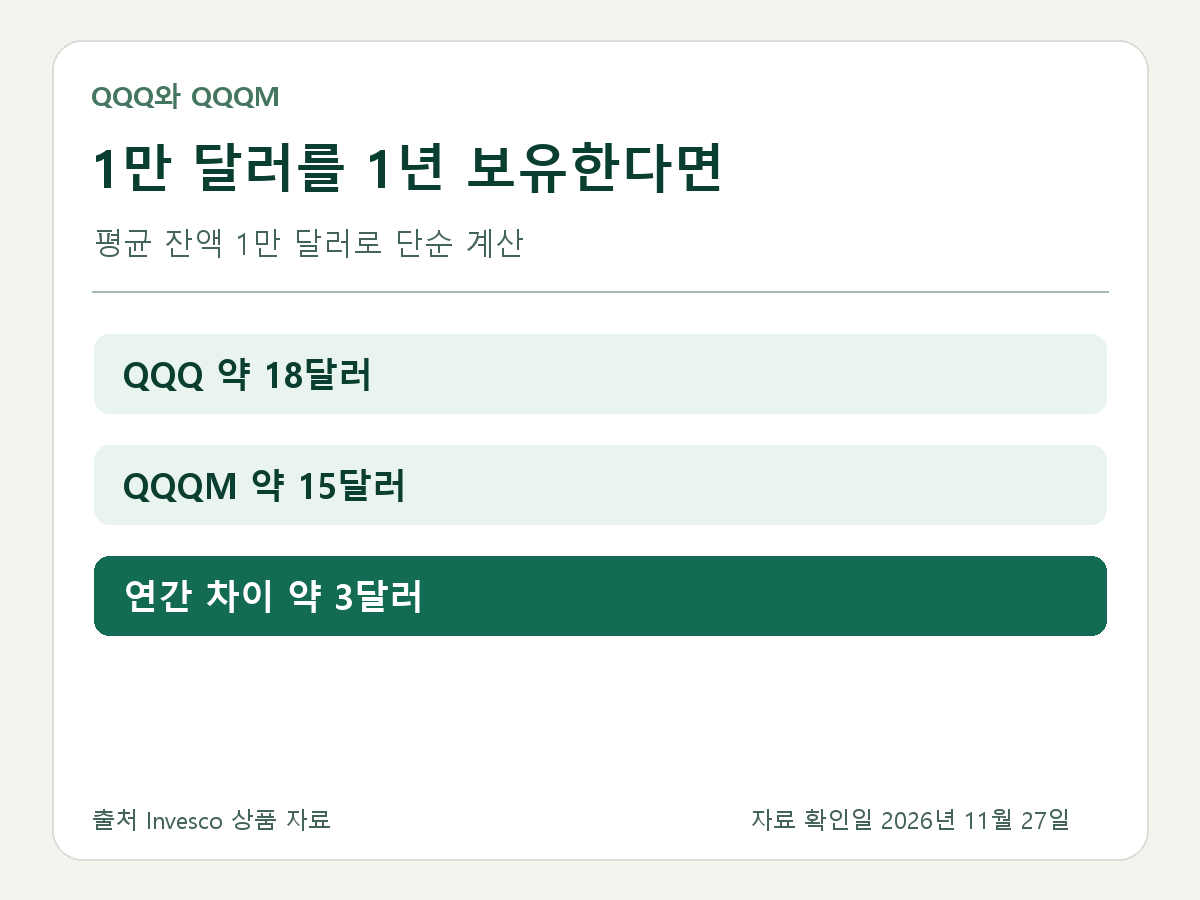 QQQ와 QQQM
1만 달러를 1년 보유한다면
평균 잔액 1만 달러로 단순 계산
QQQ 약 18달러
QQQM 약 15달러
연간 차이 약 3달러
출처 Invesco 상품 자료
자료 확인일 2026년 11월 27일